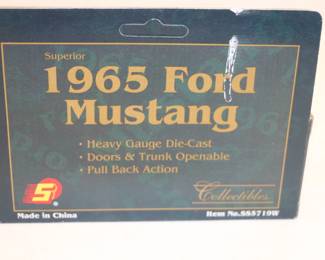 Superior
1965 Ford
Mustang
• Heavy Gauge Die-Cast
• Doors & Trunk Openable
• Pull Back Action
S
Collectibles
Made in China
Item No.SS5719W